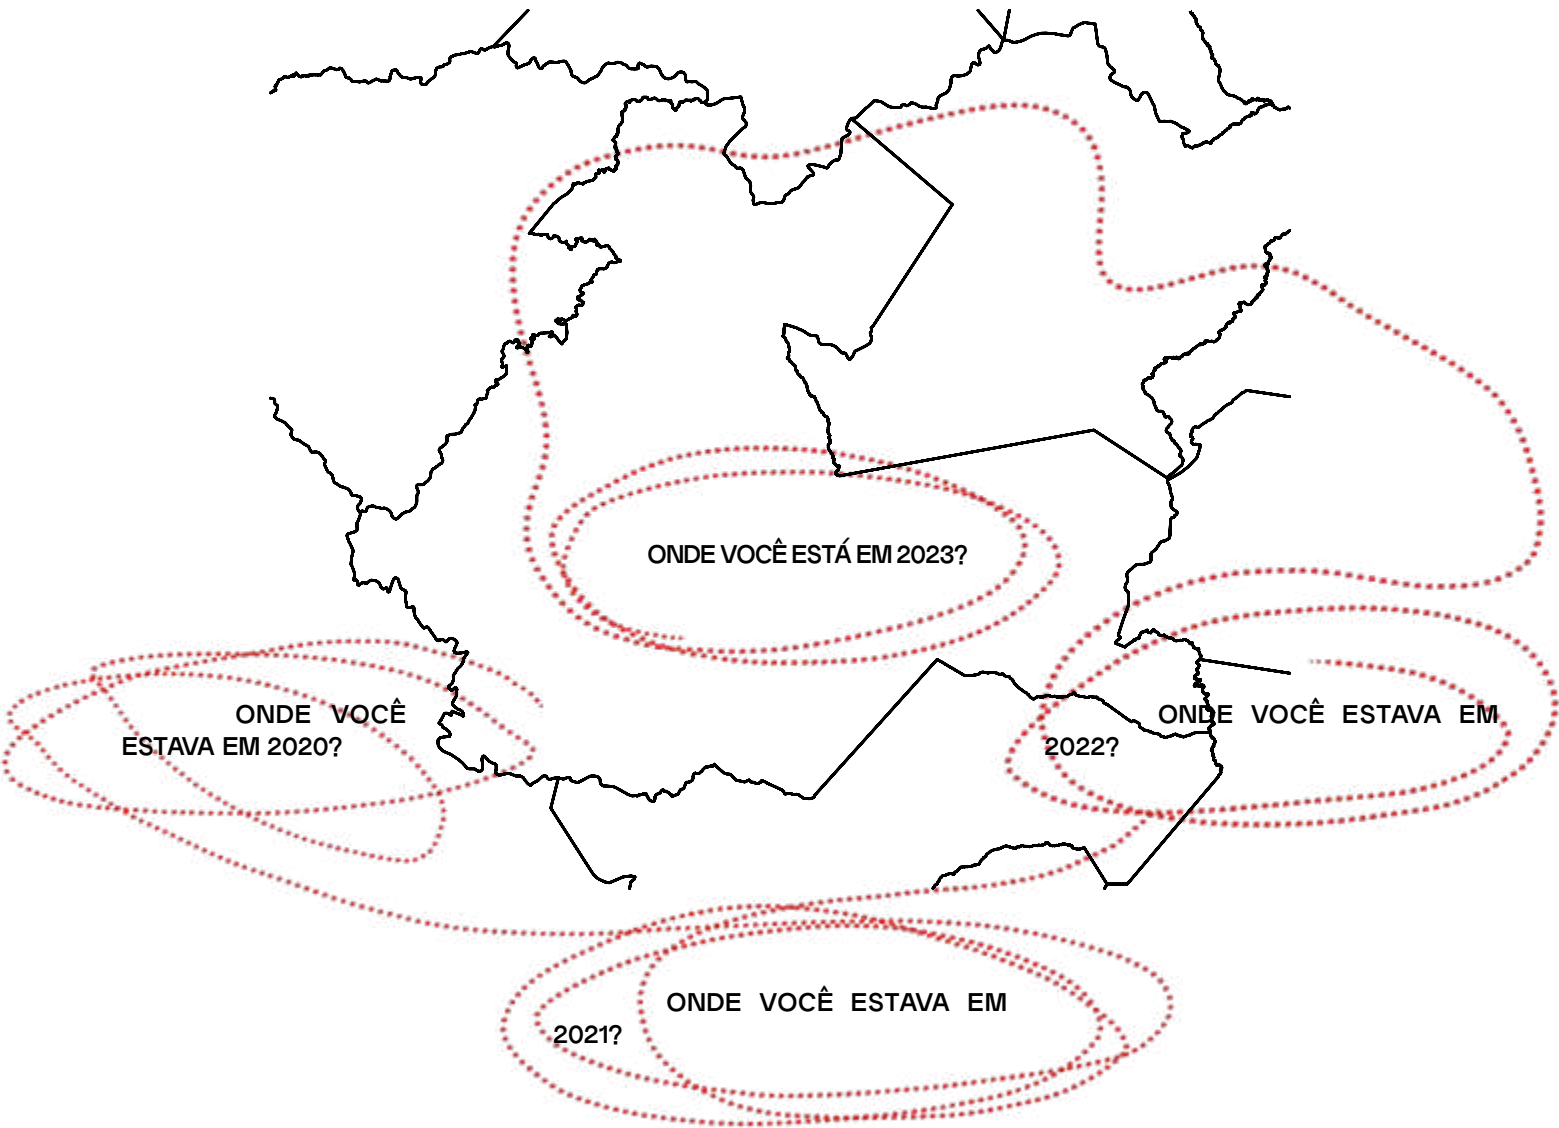 ONDE VOCÊ ESTÁ EM 2023?
ONDE VOCÊ
ESTAVA EM 2020?
ONDE VOCÊ ESTAVA EM
2022?
ONDE VOCÊ ESTAVA EM
2021?